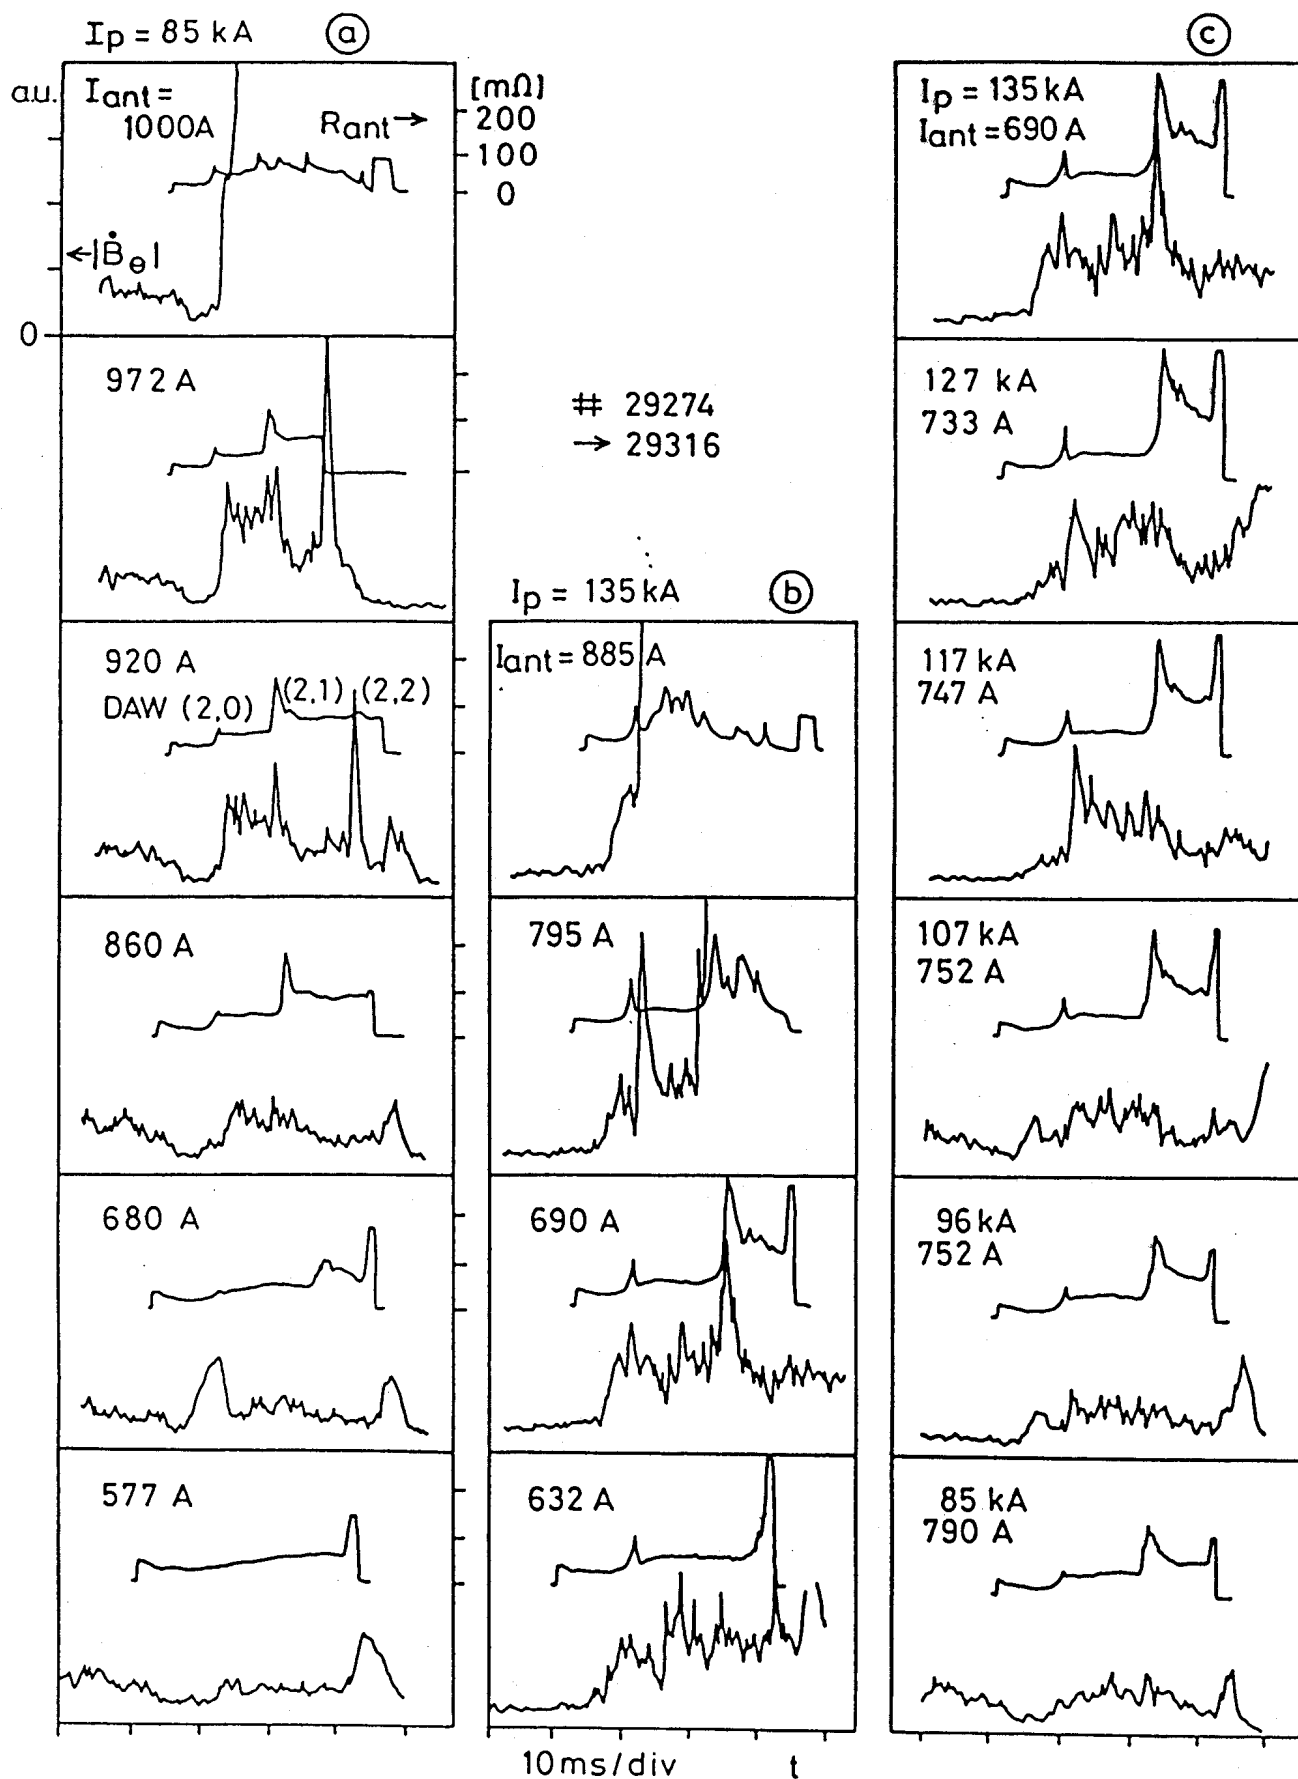 Ip = 85 kA ⓐ
a.u.
Iant =
1000A
Rant →
[mΩ]
200
100
0
←|Ḃθ|
0
972 A
920 A
DAW (2,0) (2,1) (2,2)
860 A
680 A
577 A
# 29274
→ 29316
Ip = 135 kA ⓑ
Iant = 885 A
795 A
690 A
632 A
10 ms/div t
ⓒ
Ip = 135 kA
Iant = 690 A
127 kA
733 A
117 kA
747 A
107 kA
752 A
96 kA
752 A
85 kA
790 A